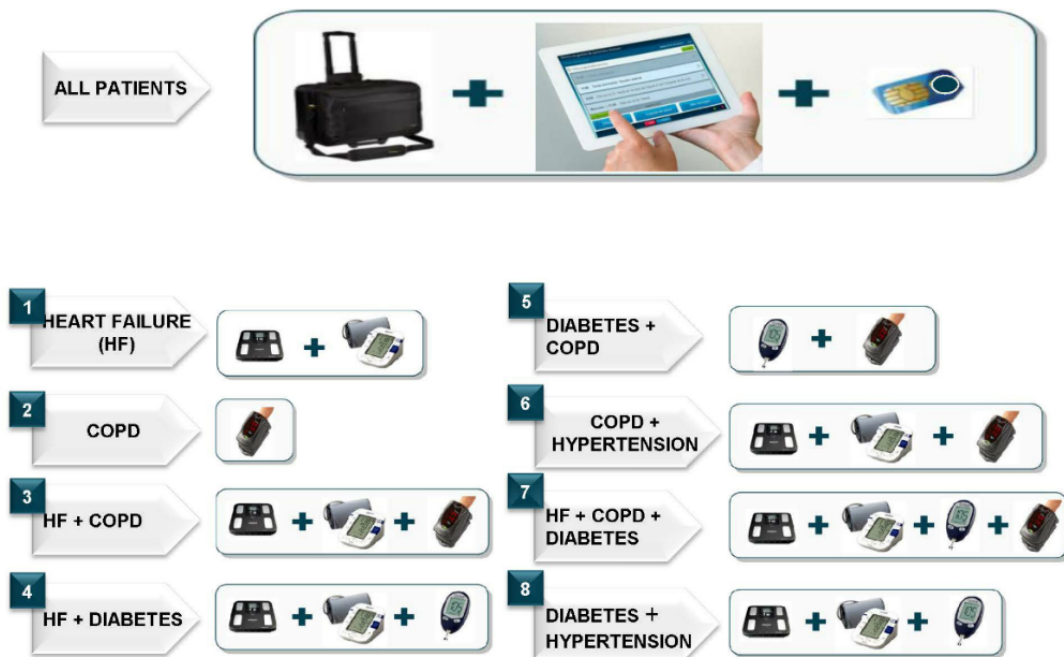 ALL PATIENTS
1
HEART FAILURE
(HF)
2
COPD
3
HF + COPD
4
HF + DIABETES
5
DIABETES +
COPD
6
COPD +
HYPERTENSION
7
HF + COPD +
DIABETES
8
DIABETES +
HYPERTENSION